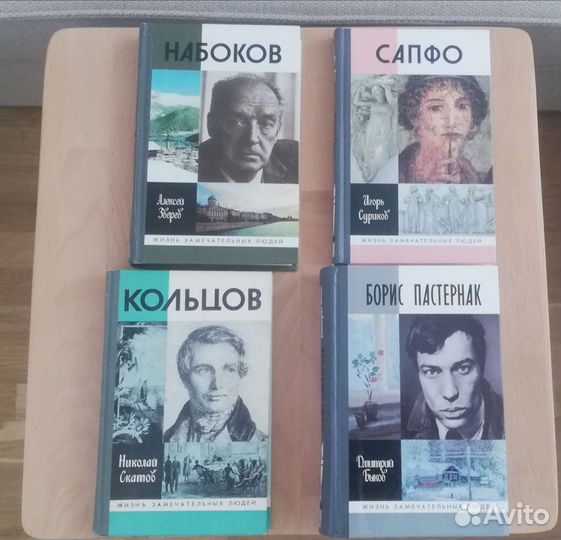 НАБОКОВ
Алексей
Зверев
ЖИЗНЬ ЗАМЕЧАТЕЛЬНЫХ ЛЮДЕЙ
САПФО
Игорь
Суриков
ЖИЗНЬ ЗАМЕЧАТЕЛЬНЫХ ЛЮДЕЙ
КОЛЬЦОВ
Николай
Скатов
ЖИЗНЬ ЗАМЕЧАТЕЛЬНЫХ ЛЮДЕЙ
БОРИС ПАСТЕРНАК
Дмитрий
Быков
ЖИЗНЬ ЗАМЕЧАТЕЛЬНЫХ ЛЮДЕЙ
Avito